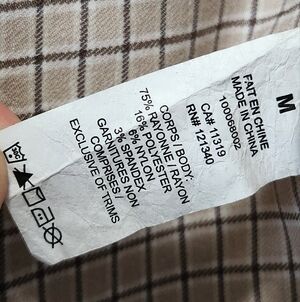 M
FAIT EN CHINE
MADE IN CHINA
100068002
CA# 11319
RN# 121340
CORPS / BODY:
75% RAYONNE / RAYON
16% POLYESTER
6% NYLON
3% SPANDEX
GARNITURES NON
COMPRISES /
EXCLUSIVE OF TRIMS